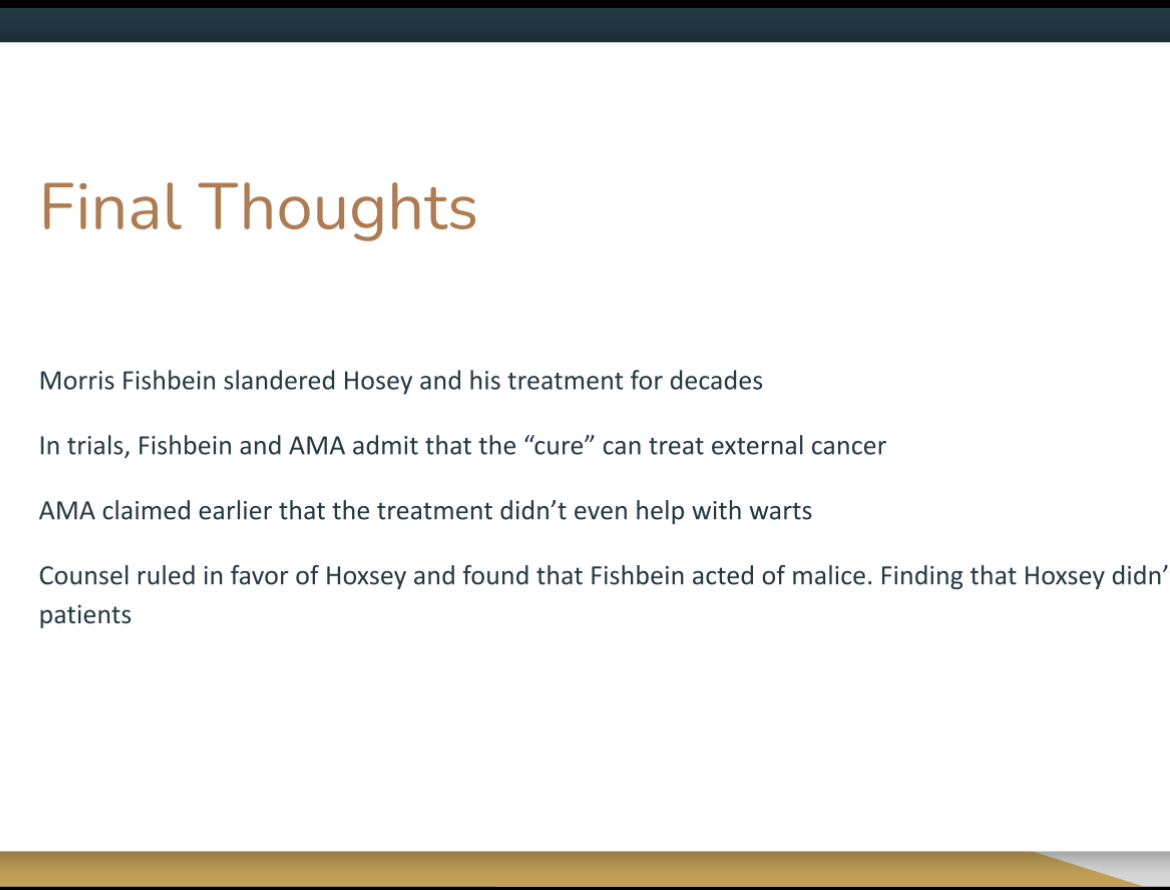 Final Thoughts
Morris Fishbein slandered Hosey and his treatment for decades
In trials, Fishbein and AMA admit that the “cure” can treat external cancer
AMA claimed earlier that the treatment didn’t even help with warts
Counsel ruled in favor of Hoxsey and found that Fishbein acted of malice. Finding that Hoxsey didn’
patients